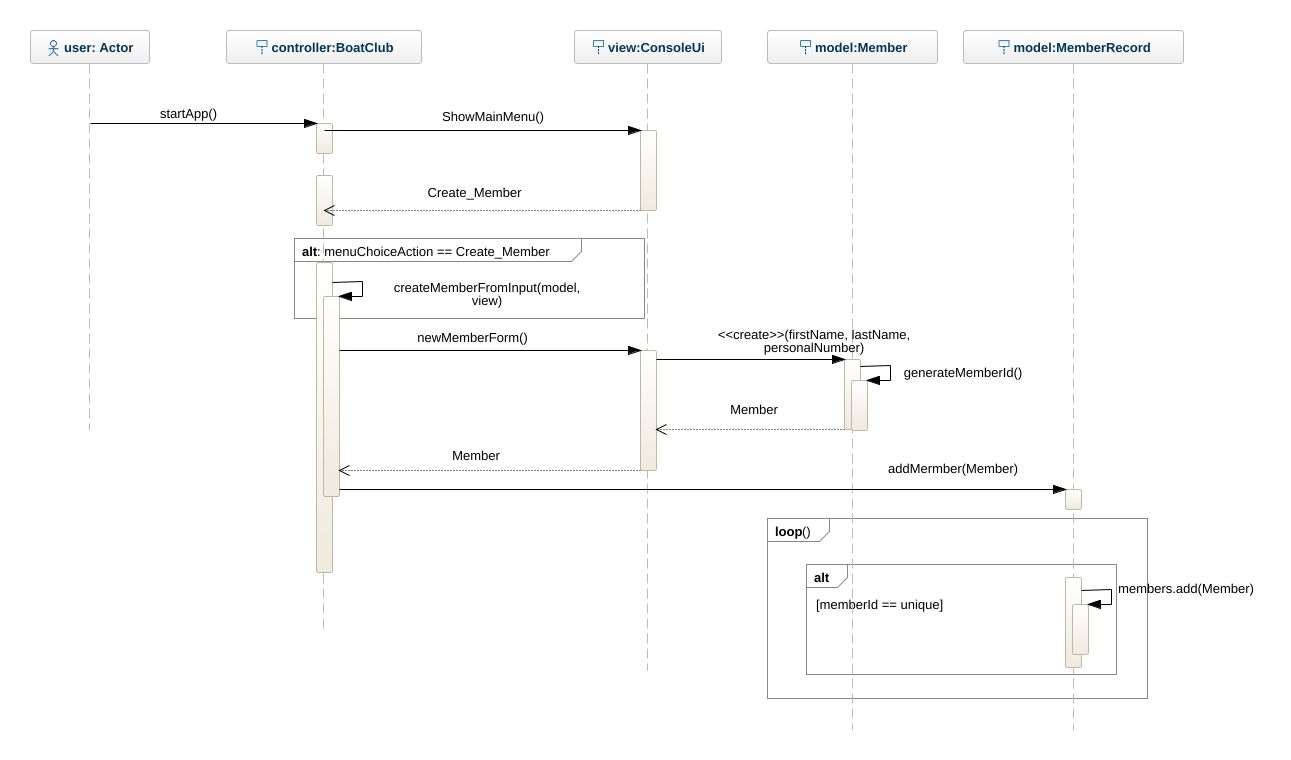 user: Actor
controller:BoatClub
view:ConsoleUi
model:Member
model:MemberRecord
startApp()
ShowMainMenu()
Create_Member
alt: menuChoiceAction == Create_Member
createMemberFromInput(model,
view)
newMemberForm()
<<create>>(firstName, lastName,
personalNumber)
generateMemberId()
Member
Member
addMermber(Member)
loop()
alt
members.add(Member)
[memberId == unique]